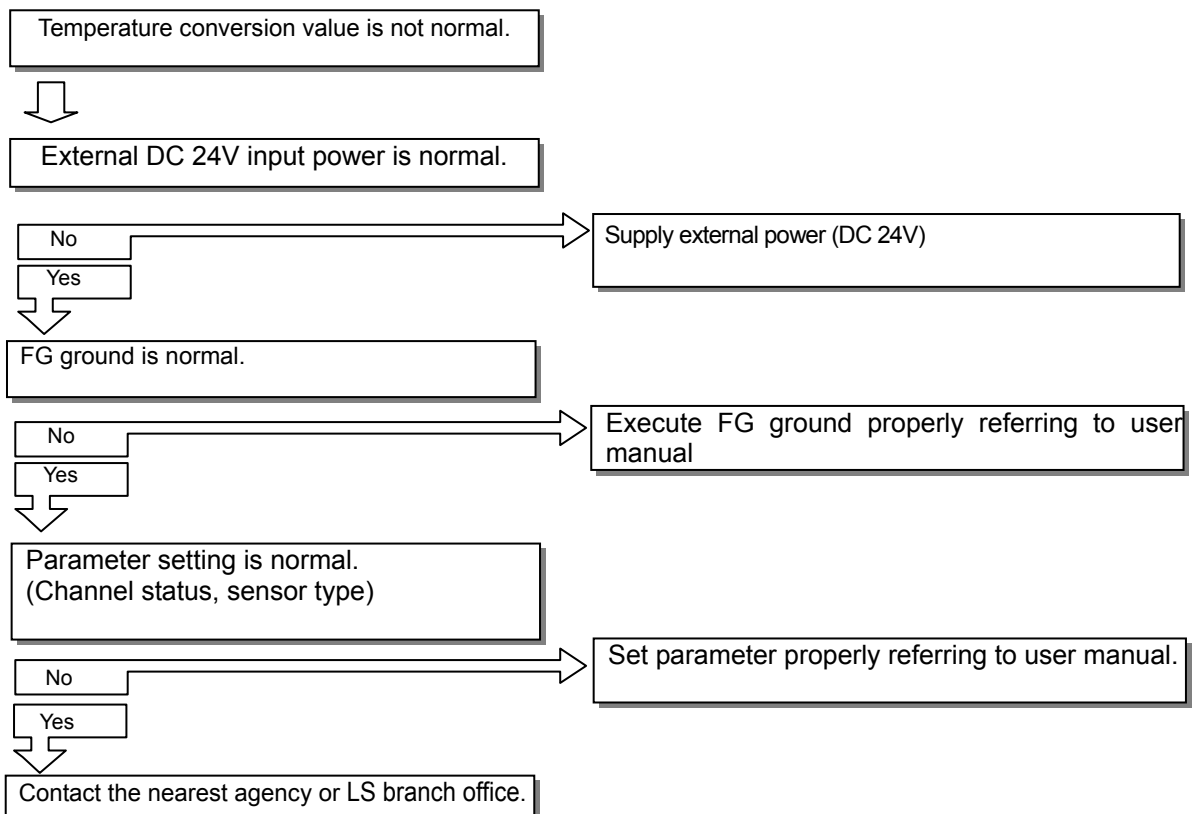 Temperature conversion value is not normal.
External DC 24V input power is normal.
No
Supply external power (DC 24V)
Yes
FG ground is normal.
No
Execute FG ground properly referring to user
manual
Yes
Parameter setting is normal.
(Channel status, sensor type)
No
Set parameter properly referring to user manual.
Yes
Contact the nearest agency or LS branch office.